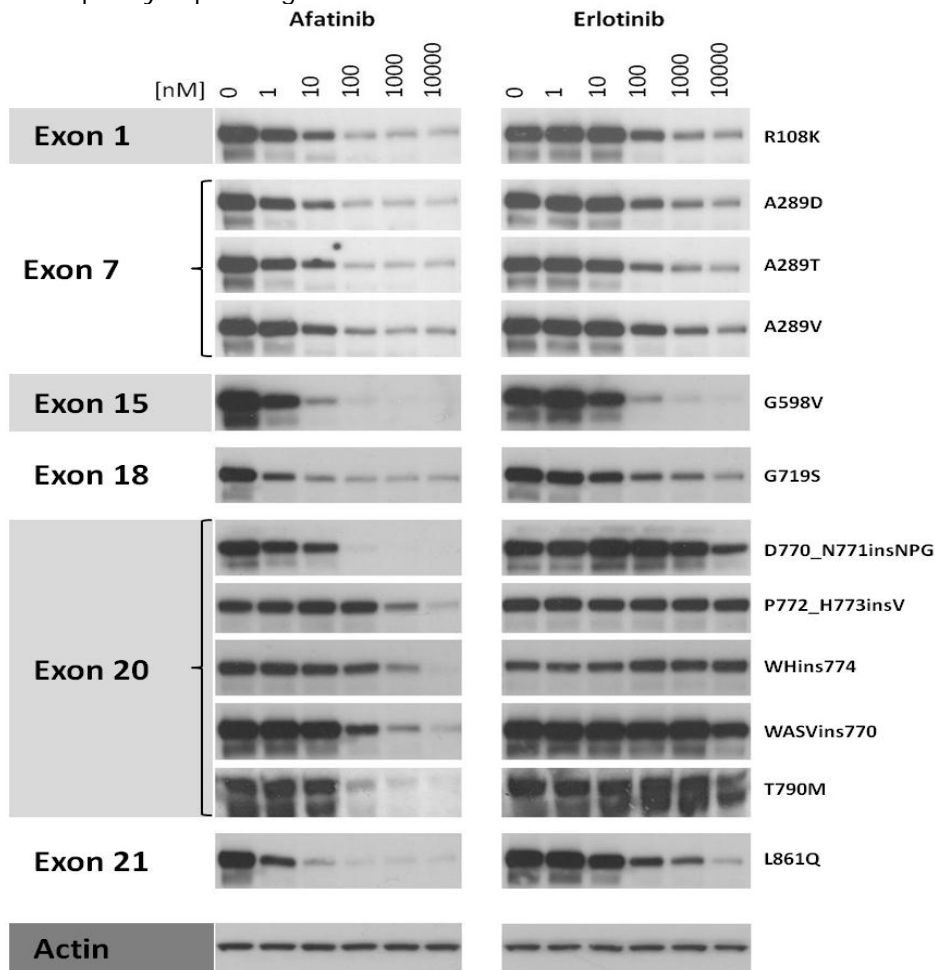 Afatinib Erlotinib
[nM] 0 1 10 100 1000 10000 0 1 10 100 1000 10000
Exon 1 R108K
A289D
Exon 7 A289T
A289V
Exon 15 G598V
Exon 18 G719S
D770_N771insNPG
P772_H773insV
Exon 20 WHins774
WASVins770
T790M
Exon 21 L861Q
Actin